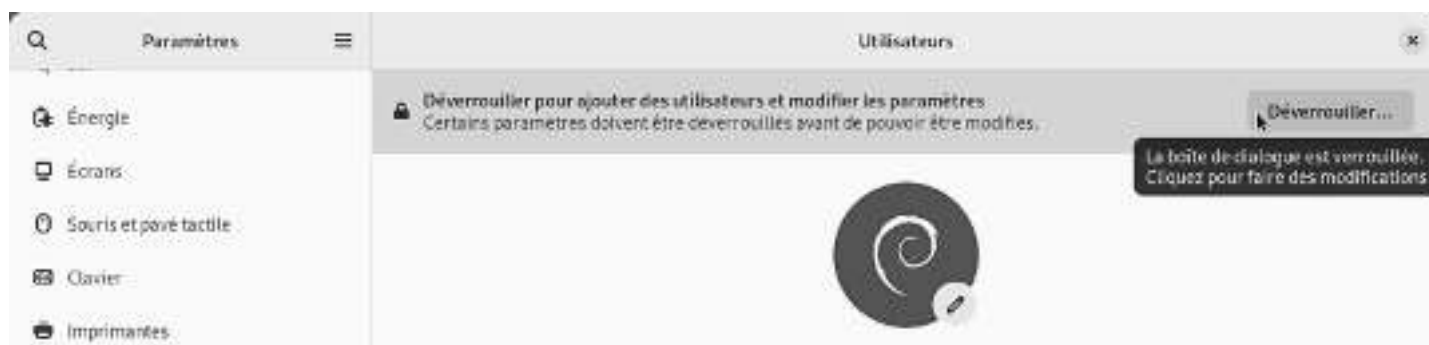 Paramètres
Utilisateurs
Déverrouiller pour ajouter des utilisateurs et modifier les paramètres
Certains paramètres doivent être déverrouillés avant de pouvoir être modifiés.
Déverrouiller...
La boîte de dialogue est verrouillée.
Cliquez pour faire des modifications
Énergie
Écrans
Souris et pavé tactile
Clavier
Imprimantes